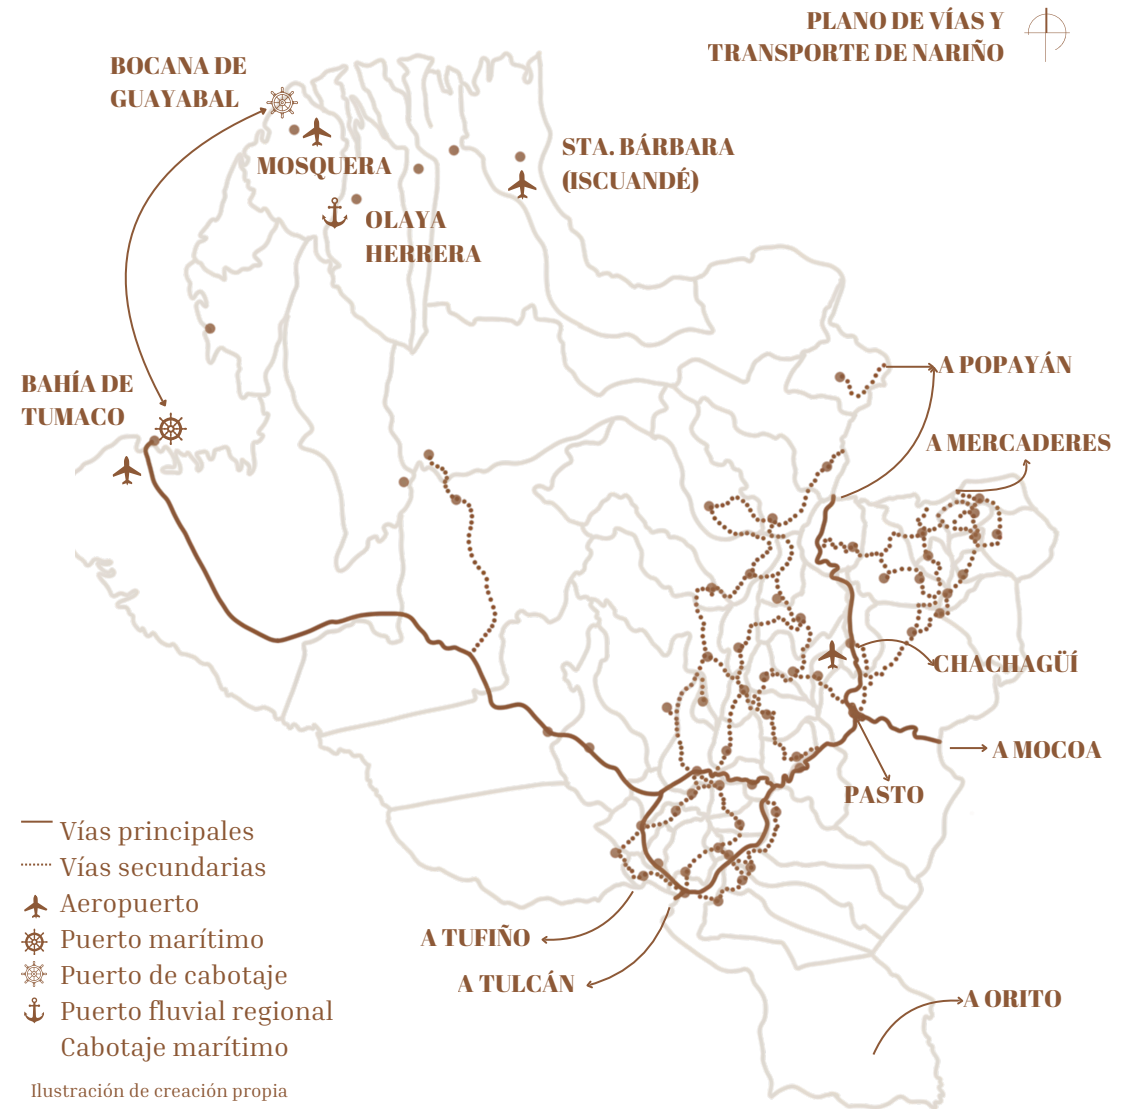 PLANO DE VÍAS Y
TRANSPORTE DE NARIÑO
BOCANA DE
GUAYABAL
MOSQUERA
STA. BÁRBARA
(ISCUANDÉ)
OLAYA
HERRERA
BAHÍA DE
TUMACO
A POPAYÁN
A MERCADERES
CHACHAGÜÍ
A MOCOA
PASTO
A TUFIÑO
A TULCÁN
A ORITO
Vías principales
Vías secundarias
Aeropuerto
Puerto marítimo
Puerto de cabotaje
Puerto fluvial regional
Cabotaje marítimo
Ilustración de creación propia